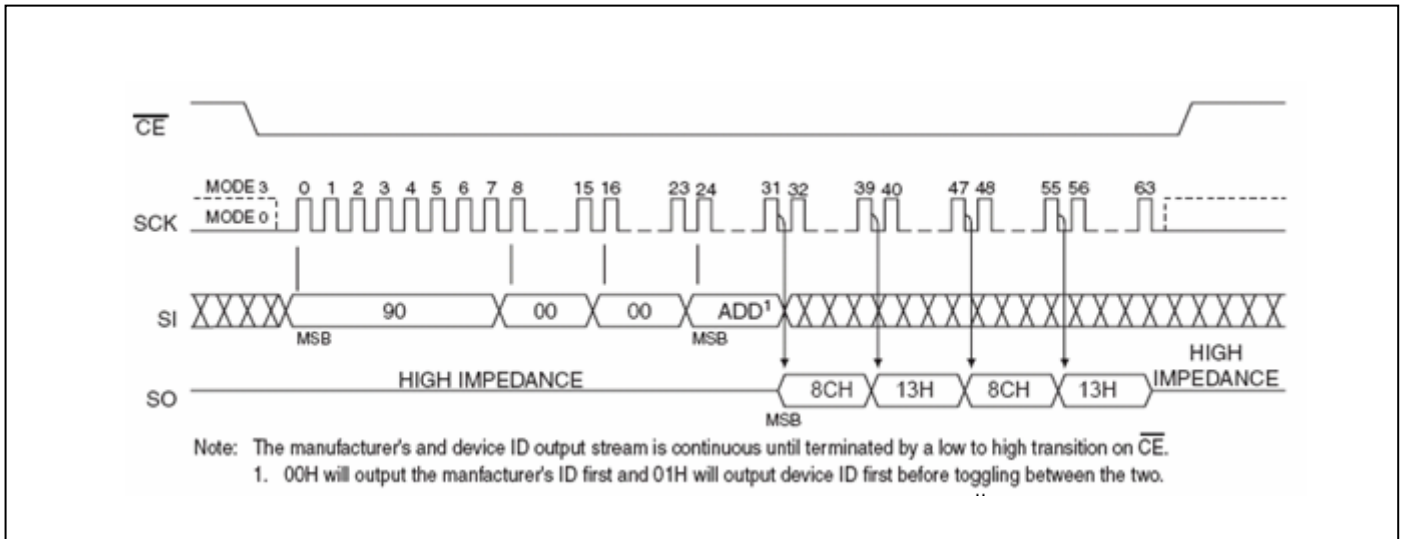 CE
MODE 3
0 1 2 3 4 5 6 7 8 15 16 23 24 31 32 39 40 47 48 55 56 63
MODE 0
SCK
SI
90 00 00 ADD¹
MSB MSB
HIGH IMPEDANCE
HIGH IMPEDANCE
SO
8CH 13H 8CH 13H
MSB
Note: The manufacturer's and device ID output stream is continuous until terminated by a low to high transition on CE.
1. 00H will output the manfacturer's ID first and 01H will output device ID first before toggling between the two.